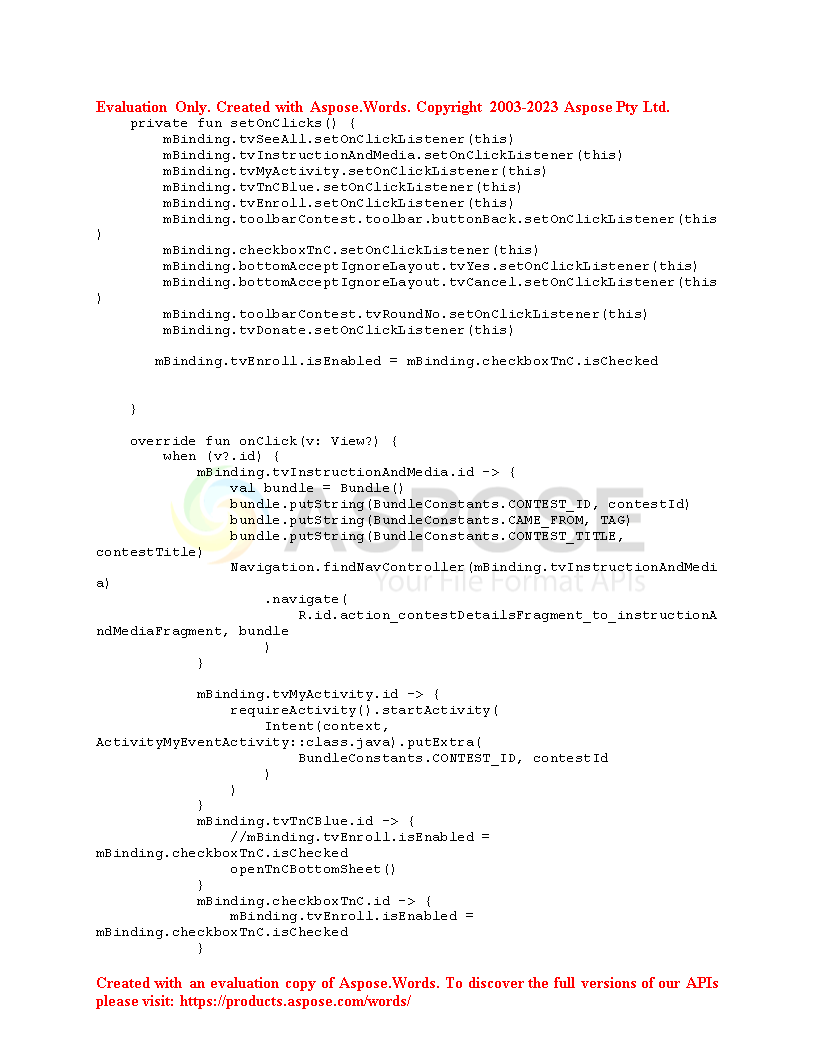 Evaluation Only. Created with Aspose.Words. Copyright 2003-2023 Aspose Pty Ltd.
    private fun setOnClicks() {
        mBinding.tvSeeAll.setOnClickListener(this)
        mBinding.tvInstructionAndMedia.setOnClickListener(this)
        mBinding.tvMyActivity.setOnClickListener(this)
        mBinding.tvTnCBlue.setOnClickListener(this)
        mBinding.tvEnroll.setOnClickListener(this)
        mBinding.toolbarContest.toolbar.buttonBack.setOnClickListener(this
)
        mBinding.checkboxTnC.setOnClickListener(this)
        mBinding.bottomAcceptIgnoreLayout.tvYes.setOnClickListener(this)
        mBinding.bottomAcceptIgnoreLayout.tvCancel.setOnClickListener(this
)
        mBinding.toolbarContest.tvRoundNo.setOnClickListener(this)
        mBinding.tvDonate.setOnClickListener(this)

       mBinding.tvEnroll.isEnabled = mBinding.checkboxTnC.isChecked


    }

    override fun onClick(v: View?) {
        when (v?.id) {
            mBinding.tvInstructionAndMedia.id -> {
                val bundle = Bundle()
                bundle.putString(BundleConstants.CONTEST_ID, contestId)
                bundle.putString(BundleConstants.CAME_FROM, TAG)
                bundle.putString(BundleConstants.CONTEST_TITLE,
contestTitle)
                Navigation.findNavController(mBinding.tvInstructionAndMedi
a)
                    .navigate(
                        R.id.action_contestDetailsFragment_to_instructionA
ndMediaFragment, bundle
                    )
            }

            mBinding.tvMyActivity.id -> {
                requireActivity().startActivity(
                    Intent(context,
ActivityMyEventActivity::class.java).putExtra(
                        BundleConstants.CONTEST_ID, contestId
                    )
                )
            }
            mBinding.tvTnCBlue.id -> {
                //mBinding.tvEnroll.isEnabled =
mBinding.checkboxTnC.isChecked
                openTnCBottomSheet()
            }
            mBinding.checkboxTnC.id -> {
                mBinding.tvEnroll.isEnabled =
mBinding.checkboxTnC.isChecked
            }
ASPOSE
Your File Format APIs
Created with an evaluation copy of Aspose.Words. To discover the full versions of our APIs
please visit: https://products.aspose.com/words/